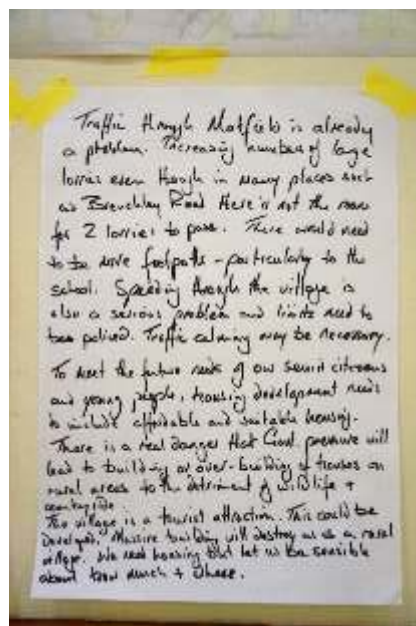 Traffic through Matfield is already
a problem. Increasing numbers of large
lorries even though in many places such
as Brenchley Road there is not the room
for 2 lorries to pass. There would need
to be more footpaths - particularly to the
school. Speeding through the village is
also a serious problem and limits need to
be policed. Traffic calming may be necessary.
To meet the future needs of our senior citizens
and young people, housing development needs
to include affordable and suitable housing.
There is a real danger that Govt pressure will
lead to building or over-building of houses on
rural areas to the detriment of wildlife +
countryside
The village is a tourist attraction. This could be
developed. Massive building will destroy us as a rural
village. We need housing but let us be sensible
about how much + where.